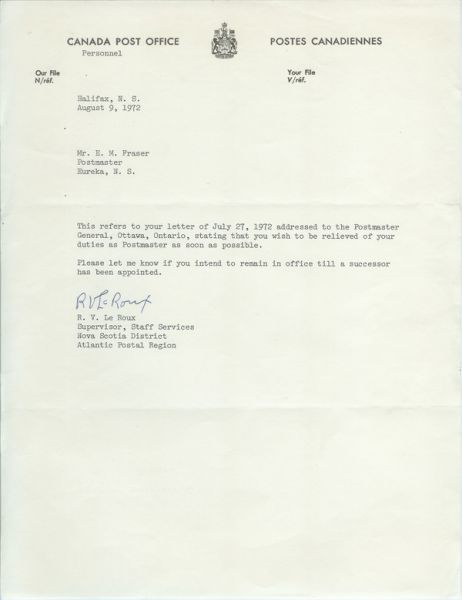 CANADA POST OFFICE POSTES CANADIENNES
Personnel
Our File Your File
N/réf. V/réf.
Halifax, N. S.
August 9, 1972
Mr. E. M. Fraser
Postmaster
Eureka, N. S.
This refers to your letter of July 27, 1972 addressed to the Postmaster
General, Ottawa, Ontario, stating that you wish to be relieved of your
duties as Postmaster as soon as possible.
Please let me know if you intend to remain in office till a successor
has been appointed.
R V Le Roux
R. V. Le Roux
Supervisor, Staff Services
Nova Scotia District
Atlantic Postal Region